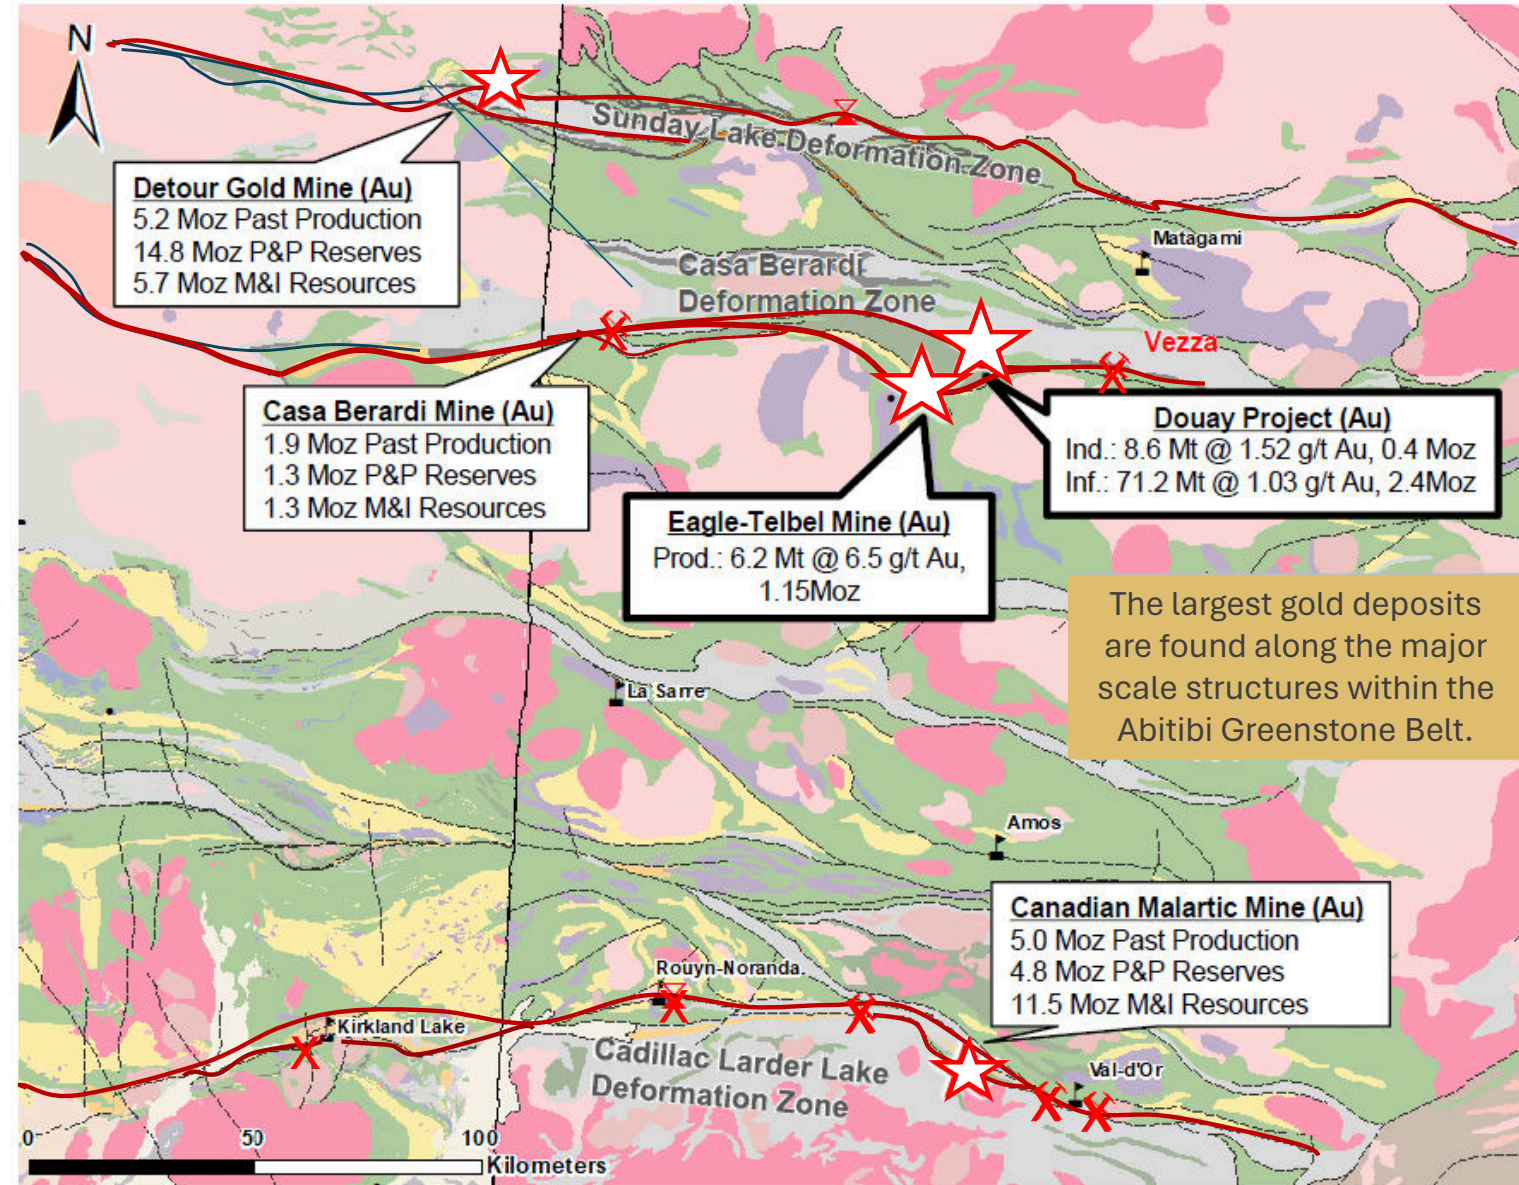 N
Sunday Lake Deformation Zone
Detour Gold Mine (Au)
5.2 Moz Past Production
14.8 Moz P&P Reserves
5.7 Moz M&I Resources
Matagami
Casa Berardi
Deformation Zone
Vezza
Casa Berardi Mine (Au)
1.9 Moz Past Production
1.3 Moz P&P Reserves
1.3 Moz M&I Resources
Douay Project (Au)
Ind.: 8.6 Mt @ 1.52 g/t Au, 0.4 Moz
Inf.: 71.2 Mt @ 1.03 g/t Au, 2.4Moz
Eagle-Telbel Mine (Au)
Prod.: 6.2 Mt @ 6.5 g/t Au,
1.15Moz
The largest gold deposits
are found along the major
scale structures within the
Abitibi Greenstone Belt.
La Sarre
Amos
Canadian Malartic Mine (Au)
5.0 Moz Past Production
4.8 Moz P&P Reserves
11.5 Moz M&I Resources
Rouyn-Noranda
Kirkland Lake
Cadillac Larder Lake
Deformation Zone
Val-d'Or
0 50 100
Kilometers